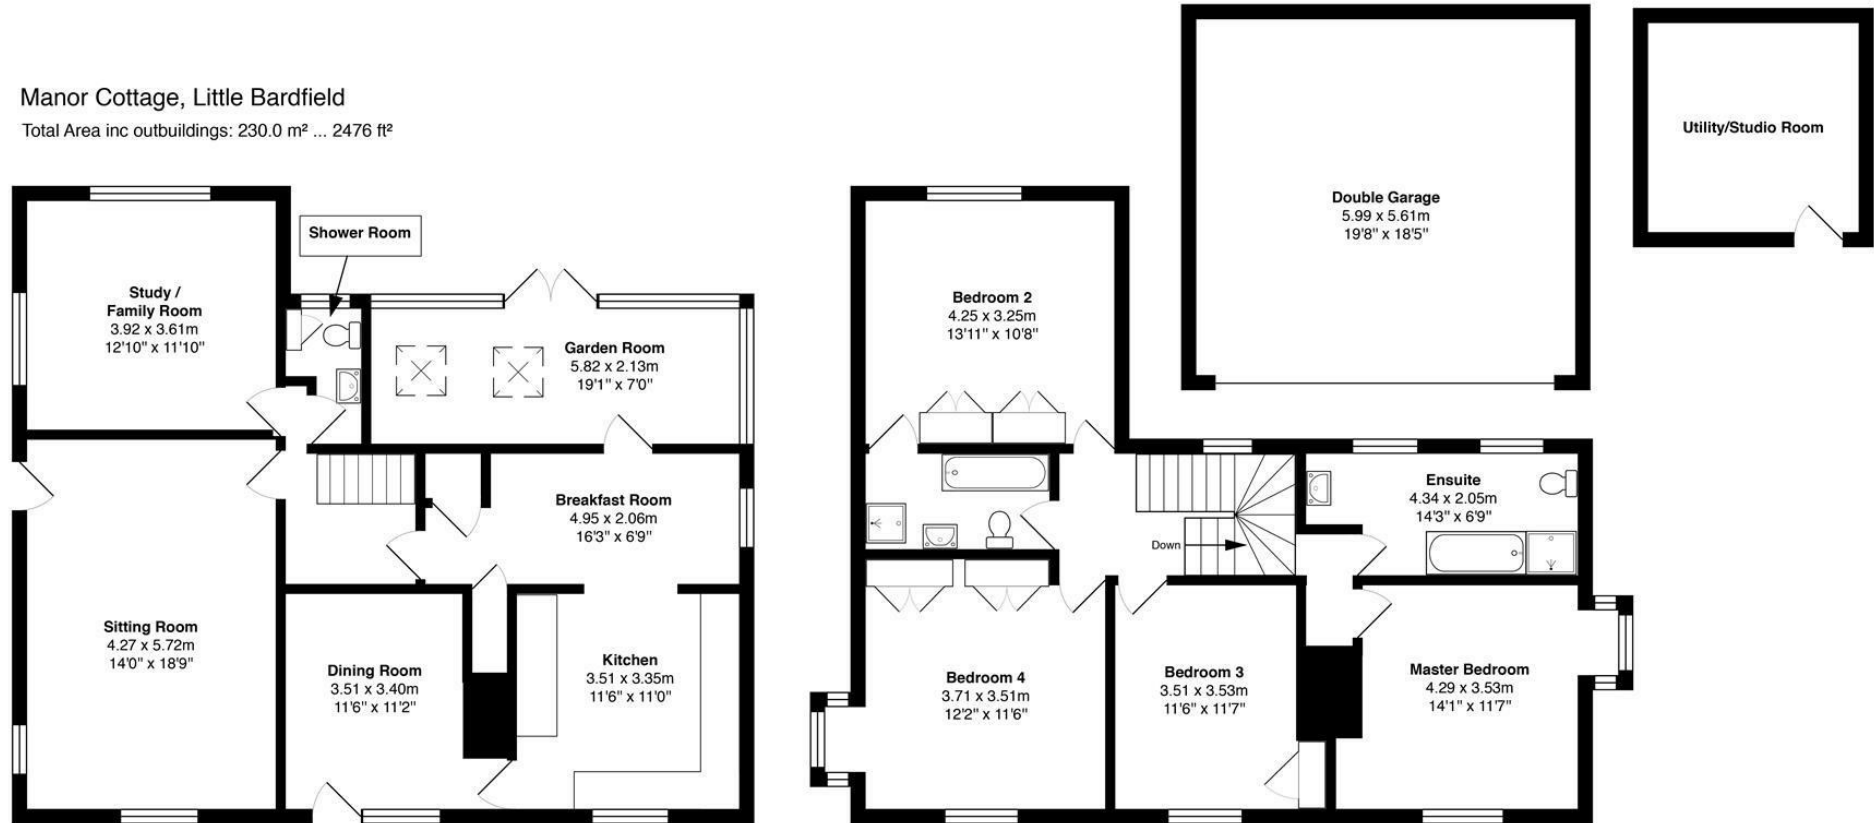 Manor Cottage, Little Bardfield
Total Area inc outbuildings: 230.0 m² ... 2476 ft²
Study /
Family Room
3.92 x 3.61m
12'10" x 11'10"
Shower Room
Garden Room
5.82 x 2.13m
19'1" x 7'0"
Breakfast Room
4.95 x 2.06m
16'3" x 6'9"
Sitting Room
4.27 x 5.72m
14'0" x 18'9"
Dining Room
3.51 x 3.40m
11'6" x 11'2"
Kitchen
3.51 x 3.35m
11'6" x 11'0"
Bedroom 2
4.25 x 3.25m
13'11" x 10'8"
Ensuite
4.34 x 2.05m
14'3" x 6'9"
Down
Bedroom 4
3.71 x 3.51m
12'2" x 11'6"
Bedroom 3
3.51 x 3.53m
11'6" x 11'7"
Master Bedroom
4.29 x 3.53m
14'1" x 11'7"
Double Garage
5.99 x 5.61m
19'8" x 18'5"
Utility/Studio Room